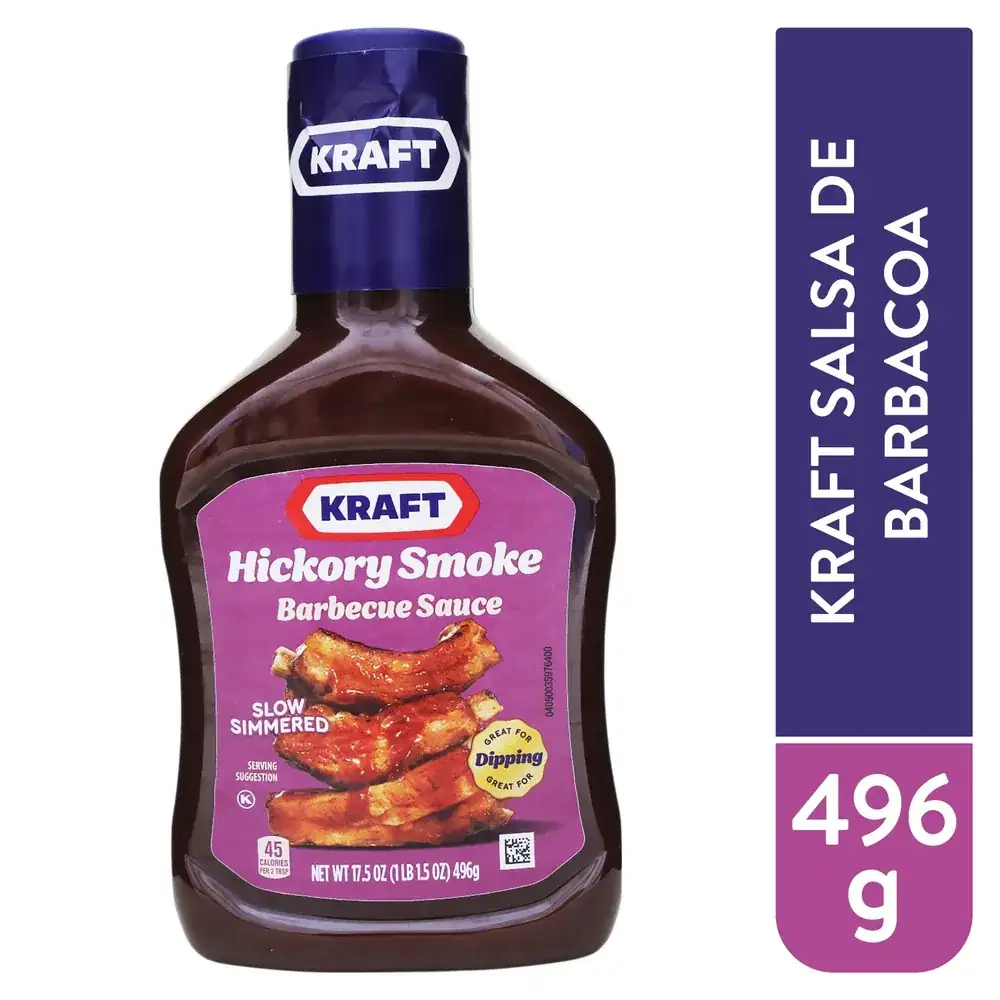 KRAFT
KRAFT
Hickory Smoke
Barbecue Sauce
SLOW
SIMMERED
SERVING
SUGGESTION
K
GREAT FOR
Dipping
GREAT FOR
04050035976400
45
CALORIES
PER 2 TBSP
NET WT 17.5 OZ (1 LB 1.5 OZ) 496g
KRAFT SALSA DE
BARBACOA
496
g